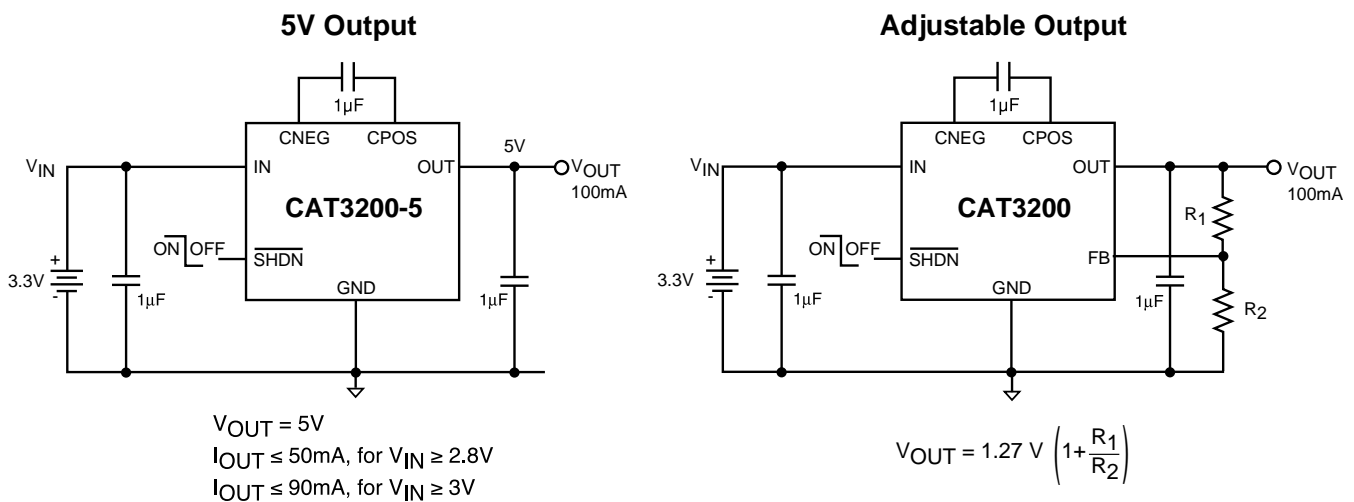 5V Output
1µF
CNEG CPOS
VIN
IN
OUT
5V
VOUT
100mA
CAT3200-5
ON OFF
SHDN
3.3V
+
-
1µF
GND
1µF
VOUT = 5V
IOUT ≤ 50mA, for VIN ≥ 2.8V
IOUT ≤ 90mA, for VIN ≥ 3V
Adjustable Output
1µF
CNEG CPOS
VIN
IN
OUT
VOUT
100mA
CAT3200
R1
ON OFF
SHDN
FB
3.3V
+
-
1µF
GND
1µF
R2
VOUT = 1.27 V (1+R1/R2)